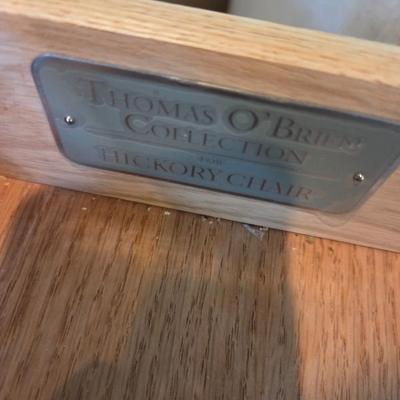 THOMAS O'BRIEN
COLLECTION
FOR
HICKORY CHAIR